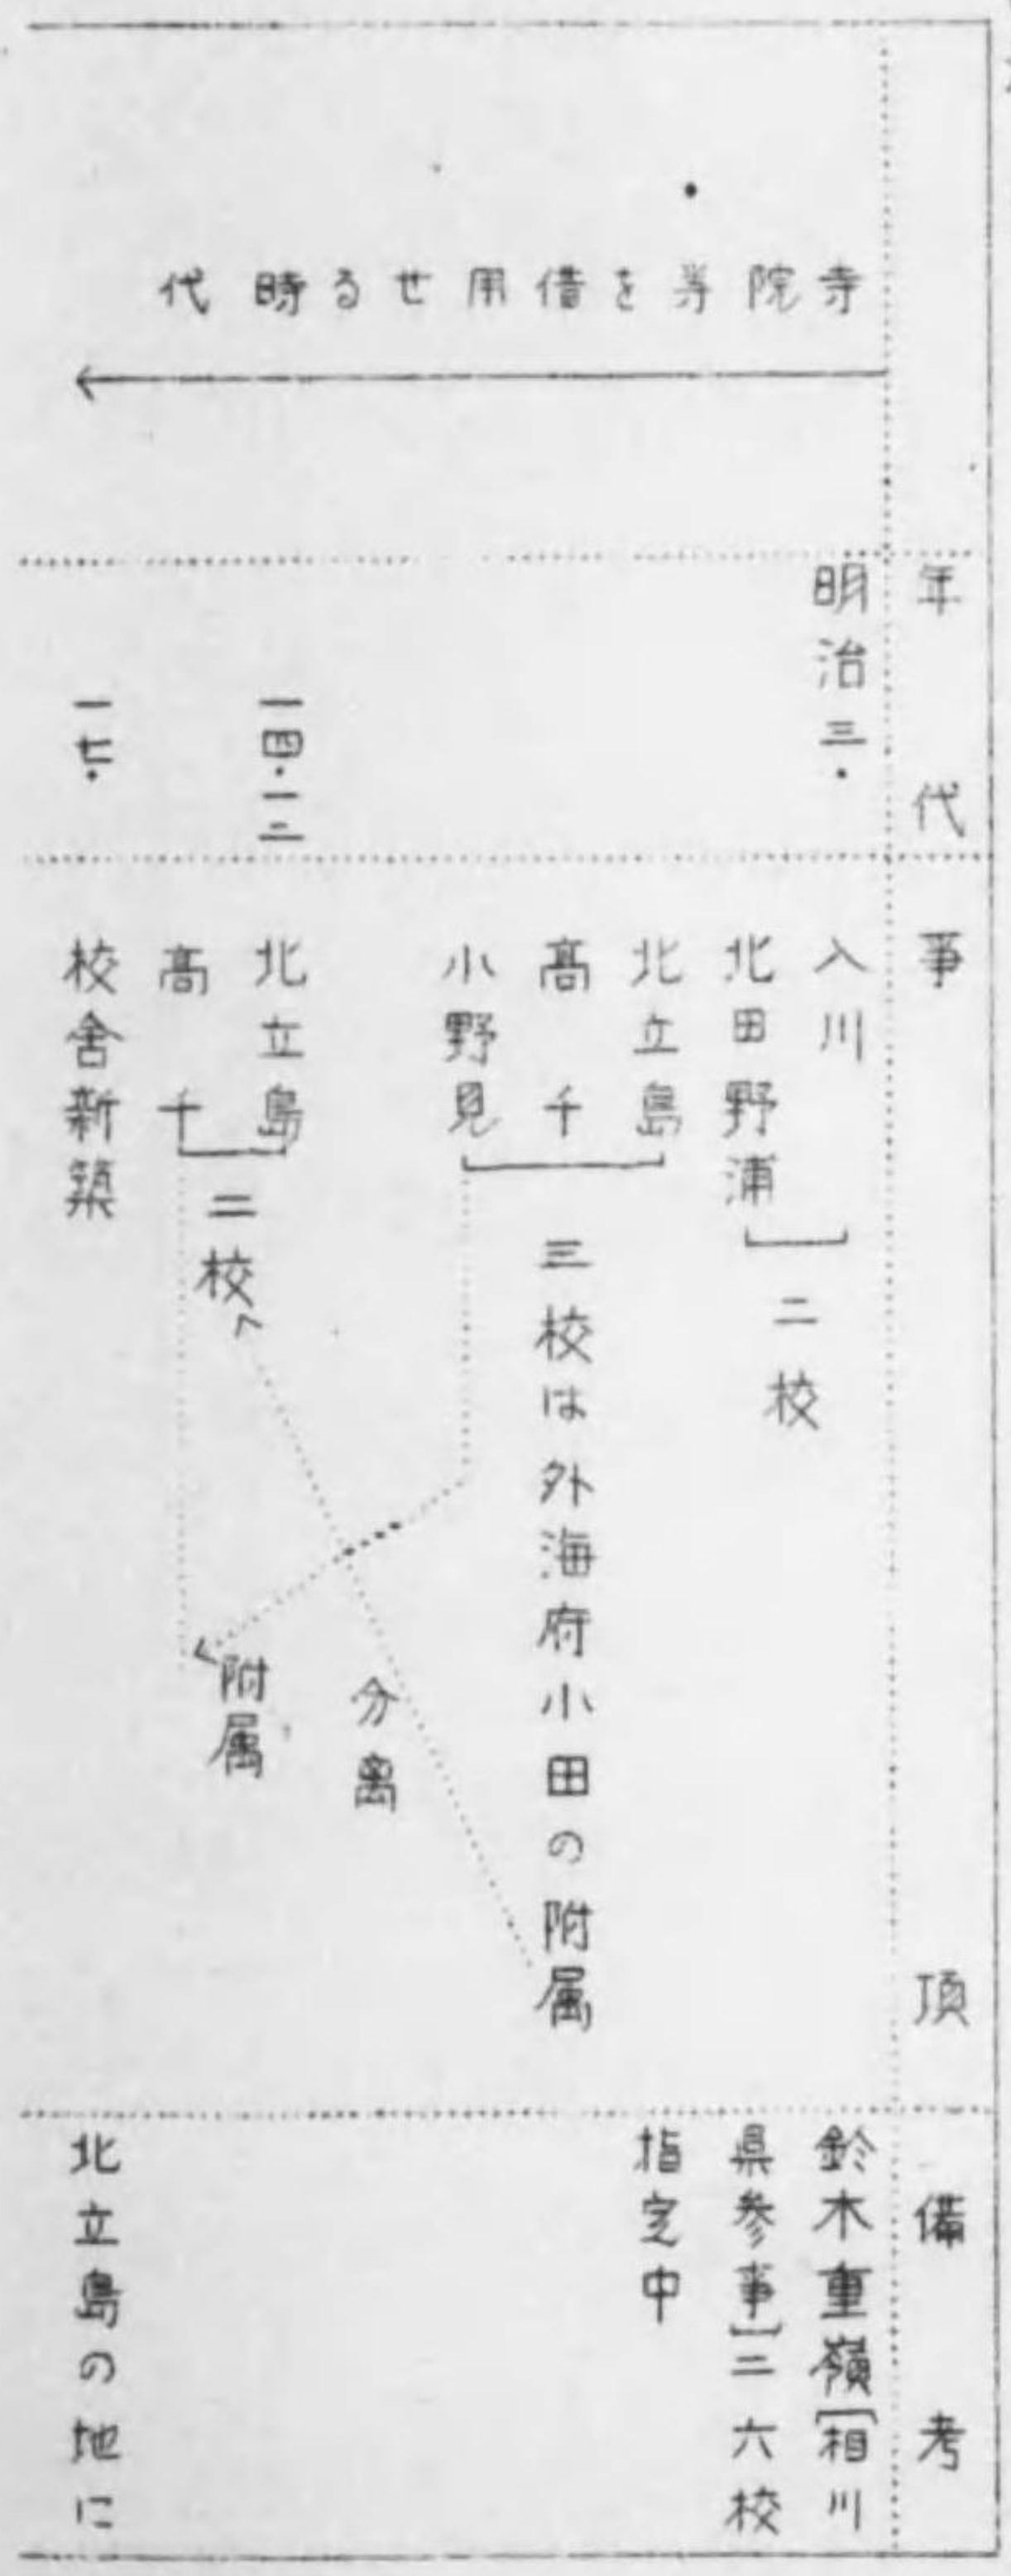 年代
事項
備考
寺院等を借用せる時代
明治三・
入川
北田野浦
二校
北立島
高千
小野見
三校は外海府小田の附属
鈴木重嶺[相川
県参事]二六校
指定中
一四・一二
北立島
高千
二校
分離
附属
一七・
校舎新築
北立島の地に